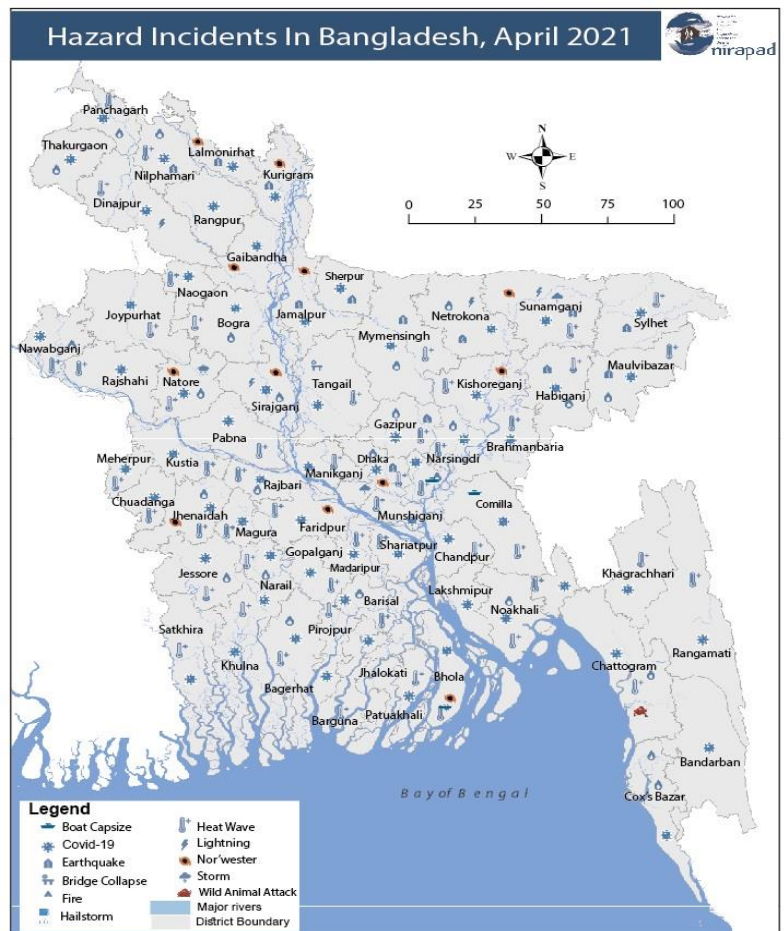 Hazard Incidents In Bangladesh, April 2021
nirapad
Panchagarh
Thakurgaon
Lalmonirhat
Nilphamari
Kurigram
Dinajpur
Rangpur
Gaibandha
N
W E
S
0 25 50 75 100
Sherpur
Naogaon
Joypurhat
Bogra
Jamalpur
Netrokona
Sunamganj
Sylhet
Mymensingh
Nawabganj
Rajshahi
Natore
Sirajganj
Tangail
Kishoreganj
Habiganj
Maulvibazar
Pabna
Gazipur
Brahmanbaria
Meherpur
Kustia
Manikganj
Dhaka
Narsingdi
Chuadanga
Rajbari
Jhenaidah
Magura
Faridpur
Munshiganj
Comilla
Jessore
Gopalganj
Shariatpur
Chandpur
Madaripur
Narail
Barisal
Lakshmipur
Noakhali
Khagrachhari
Satkhira
Khulna
Pirojpur
Bagerhat
Jhalokati
Bhola
Barguna
Patuakhali
Chattogram
Rangamati
Bandarban
Cox's Bazar
Bay of Bengal
Legend
Boat Capsize
Covid-19
Earthquake
Bridge Collapse
Fire
Hailstorm
Heat Wave
Lightning
Nor'wester
Storm
Wild Animal Attack
Major rivers
District Boundary